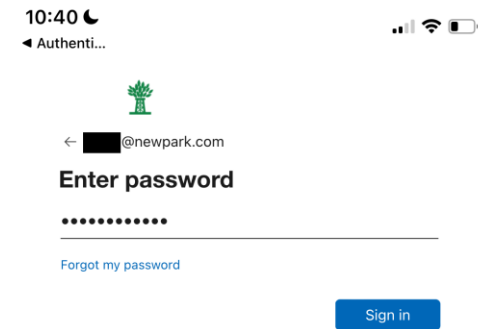 10:40
◀ Authenti...
← @newpark.com
Enter password
••••••••••••
Forgot my password
Sign in